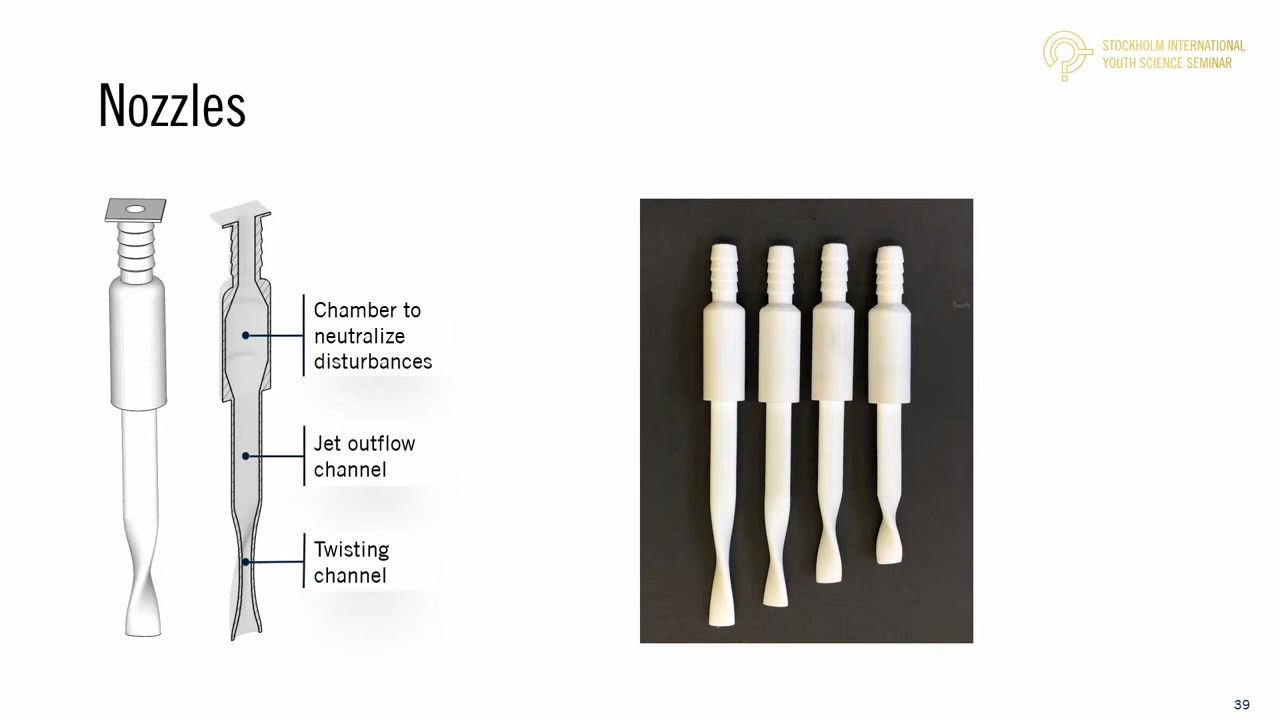 STOCKHOLM INTERNATIONAL
YOUTH SCIENCE SEMINAR
Nozzles
Chamber to
neutralize
disturbances
Jet outflow
channel
Twisting
channel
39